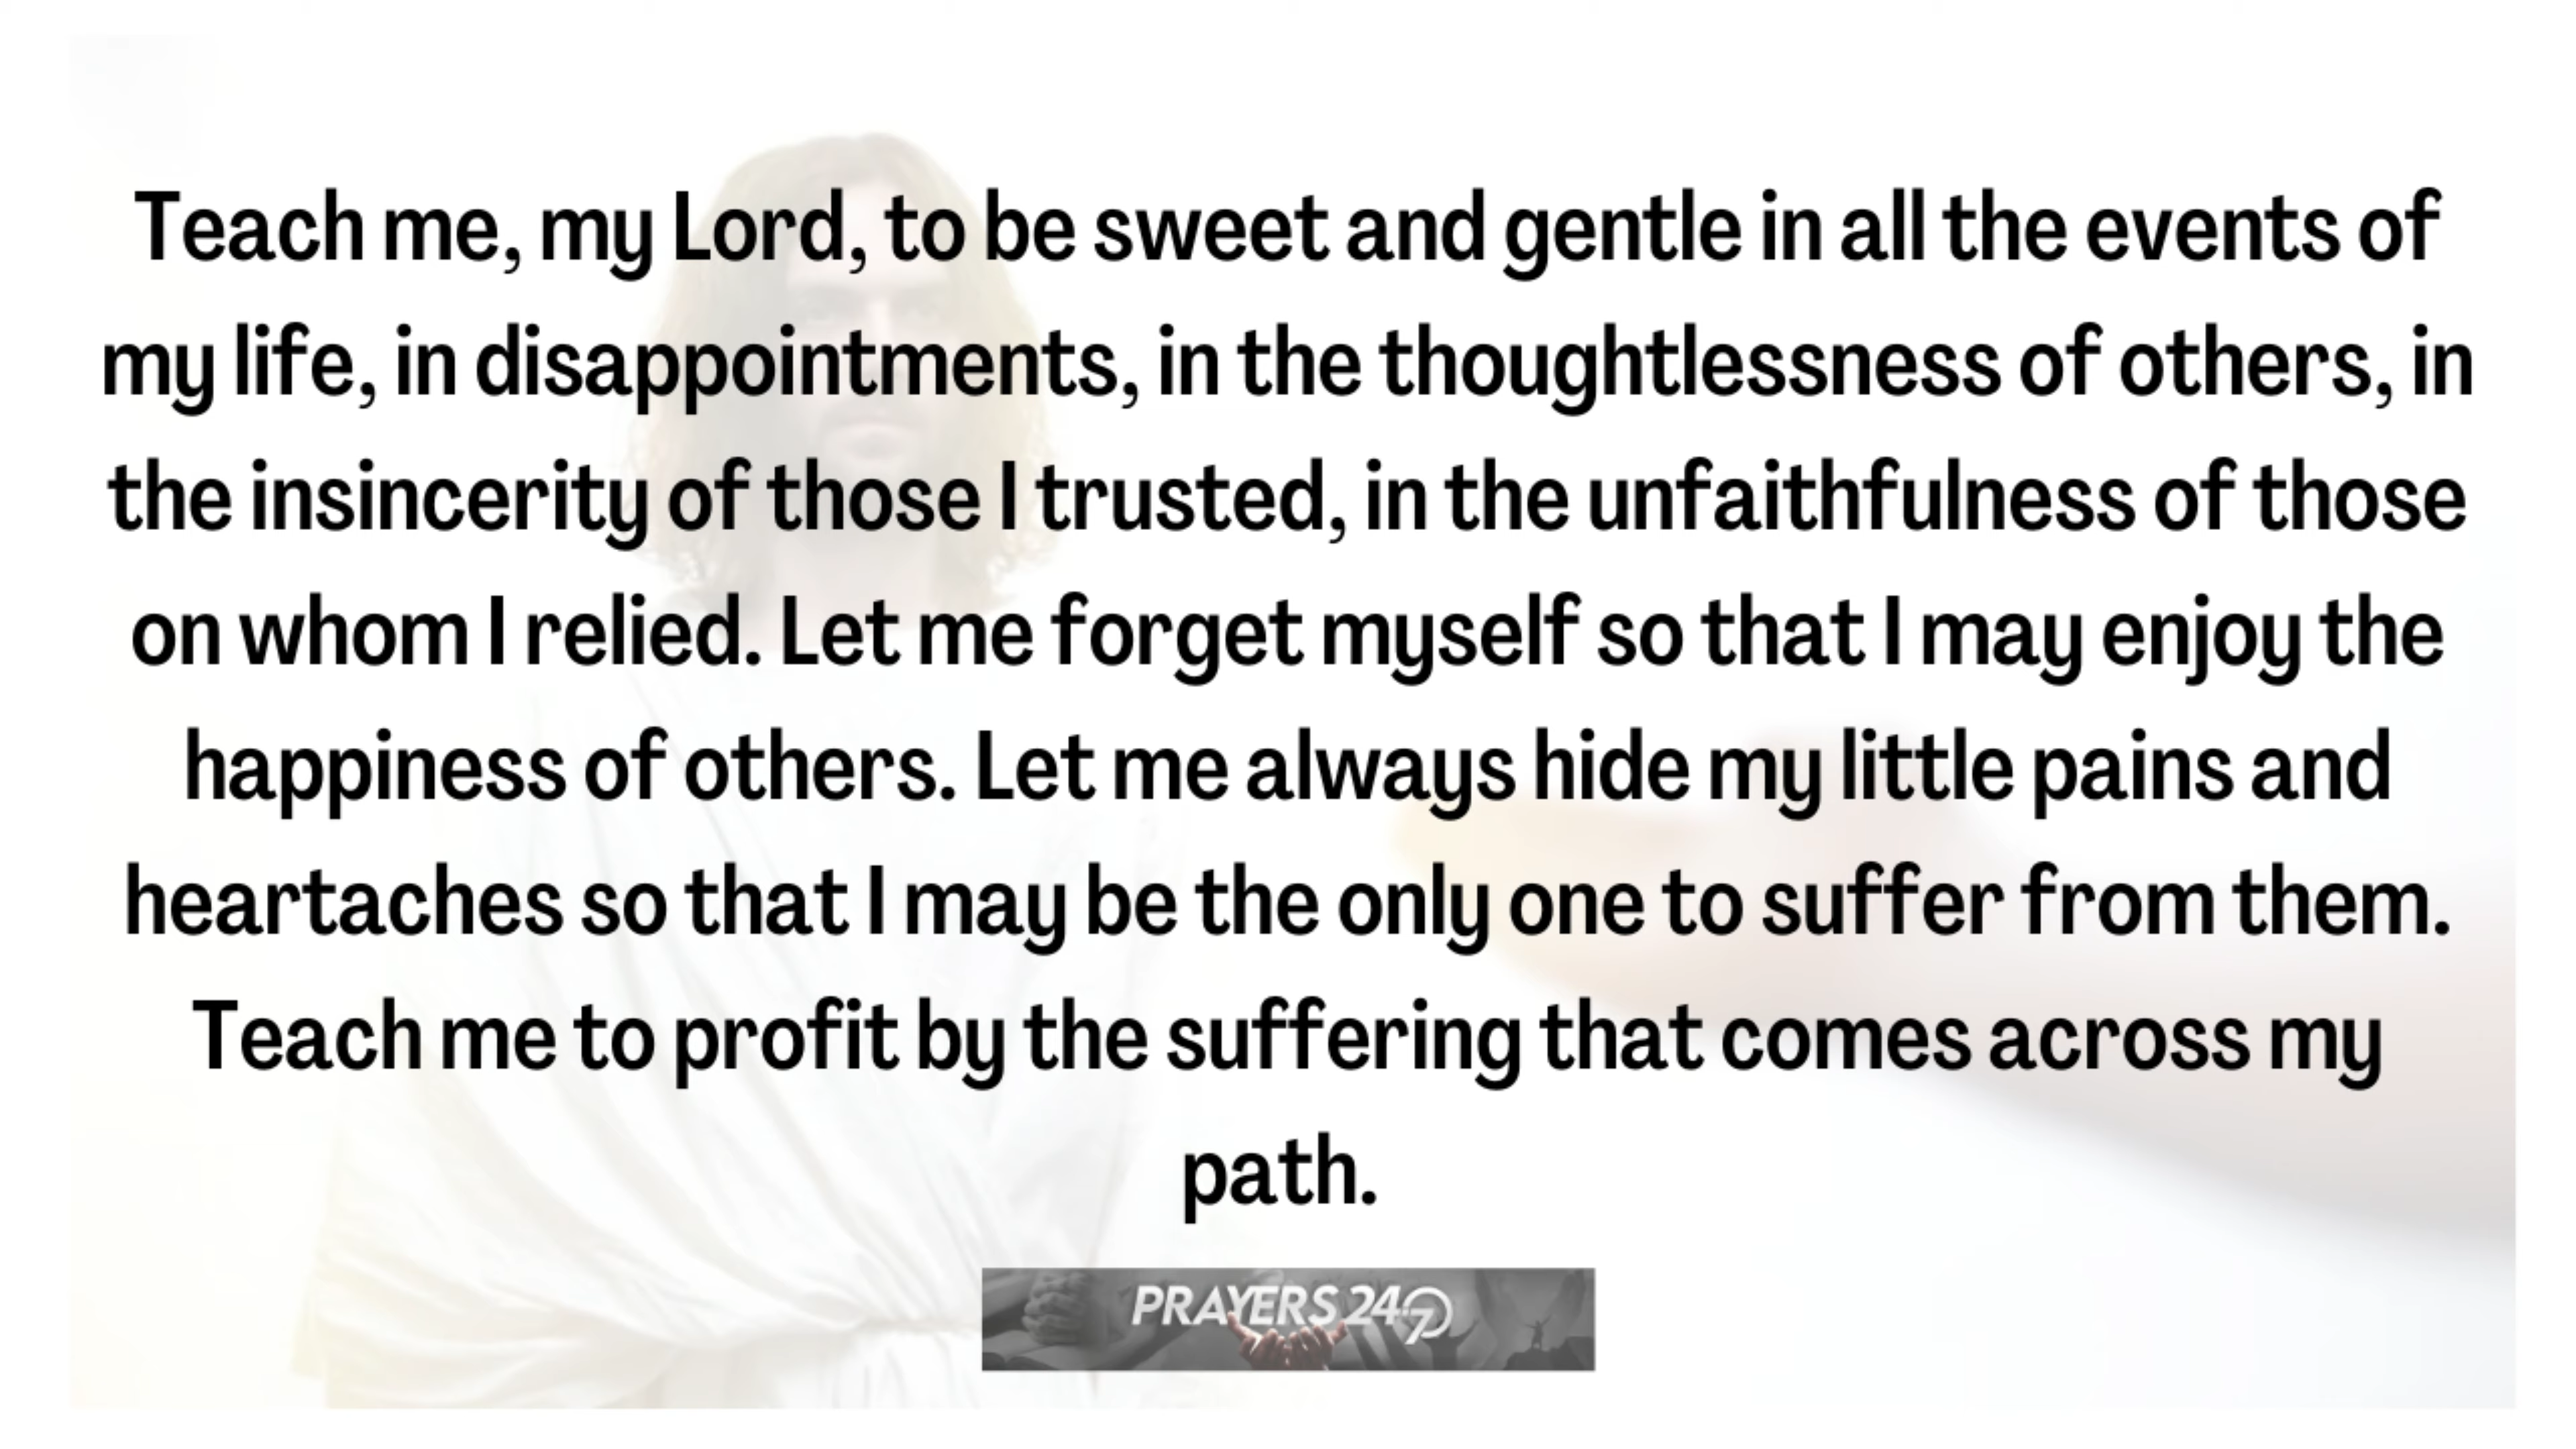 Teach me, my Lord, to be sweet and gentle in all the events of
my life, in disappointments, in the thoughtlessness of others, in
the insincerity of those I trusted, in the unfaithfulness of those
on whom I relied. Let me forget myself so that I may enjoy the
happiness of others. Let me always hide my little pains and
heartaches so that I may be the only one to suffer from them.
Teach me to profit by the suffering that comes across my
path.
PRAYERS 247